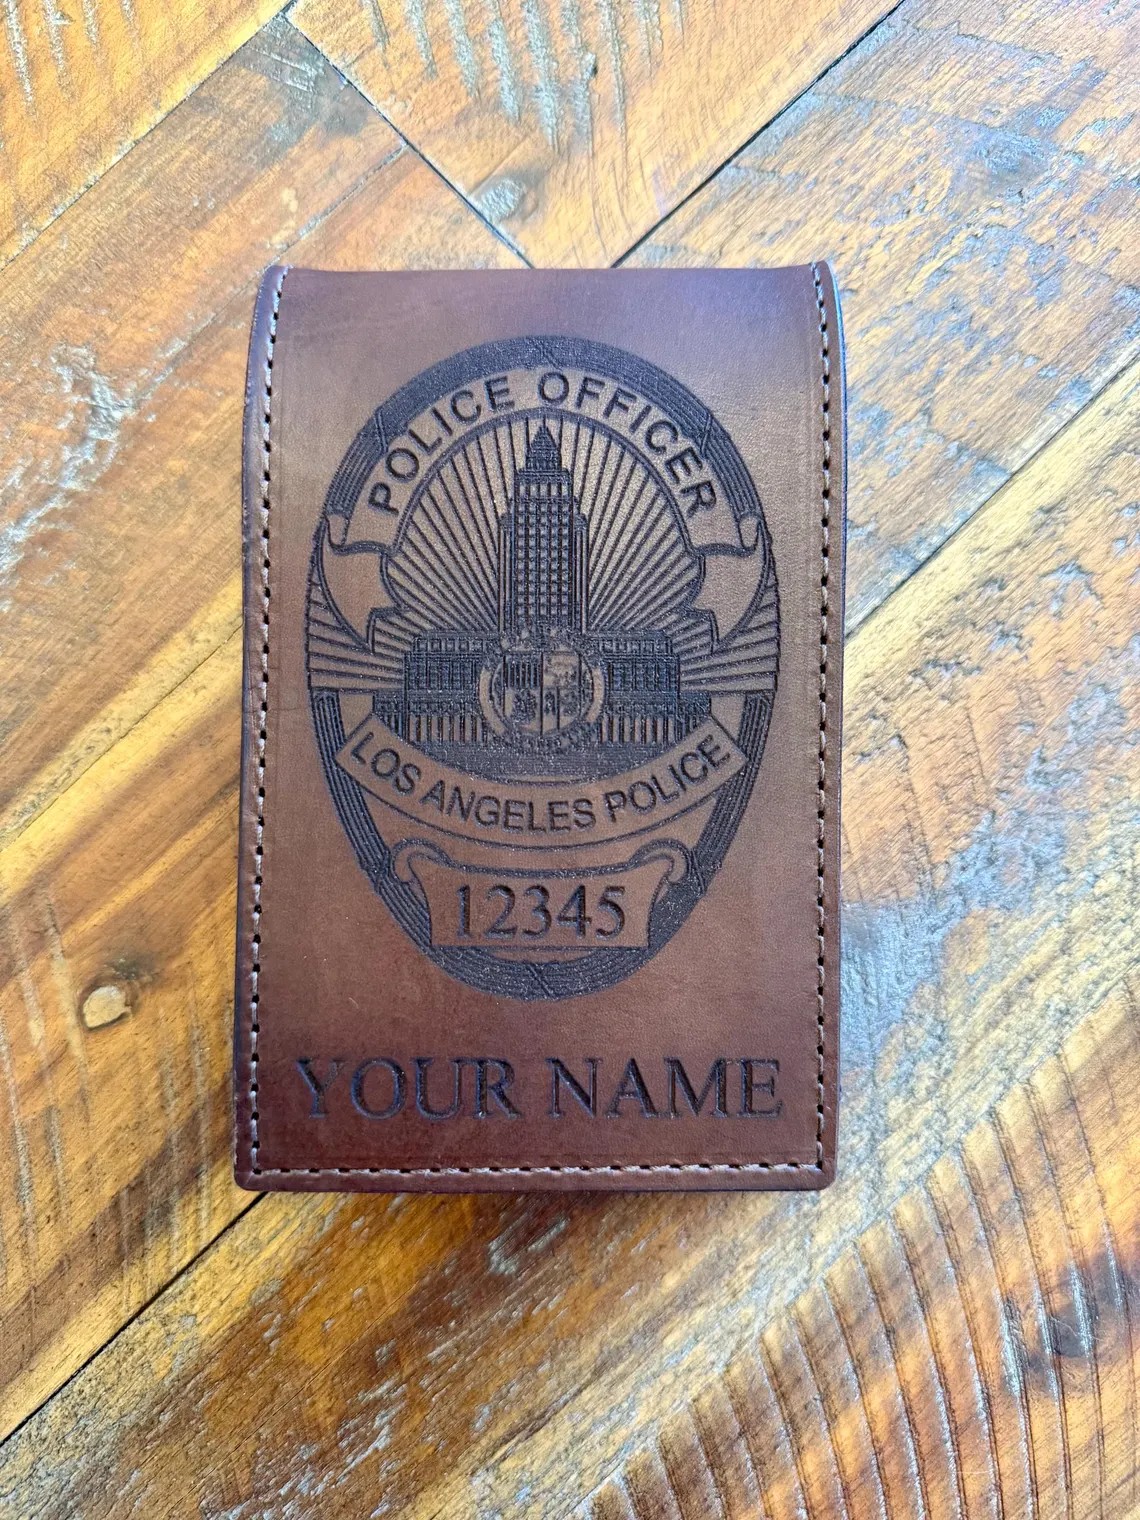 POLICE OFFICER
LOS ANGELES POLICE
12345
YOUR NAME